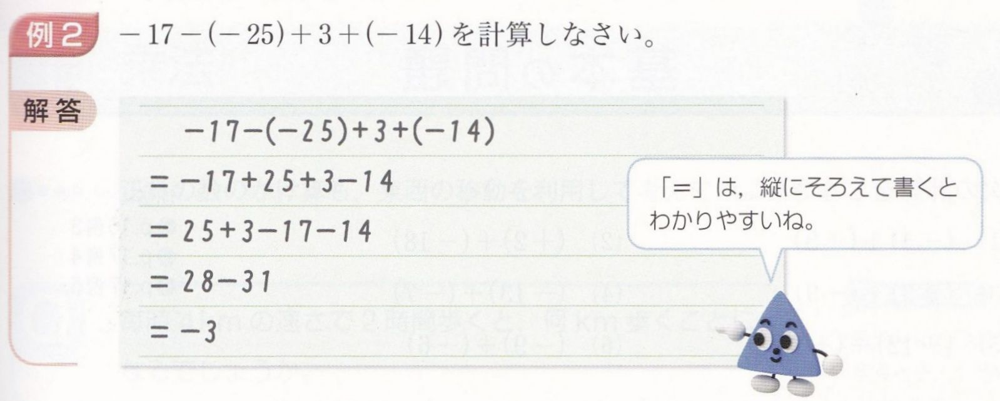 例2 −17−(−25)+3+(−14)を計算しなさい。
解答
−17−(−25)+3+(−14)
=−17+25+3−14
=25+3−17−14
=28−31
=−3
「=」は，縦にそろえて書くと
わかりやすいね。